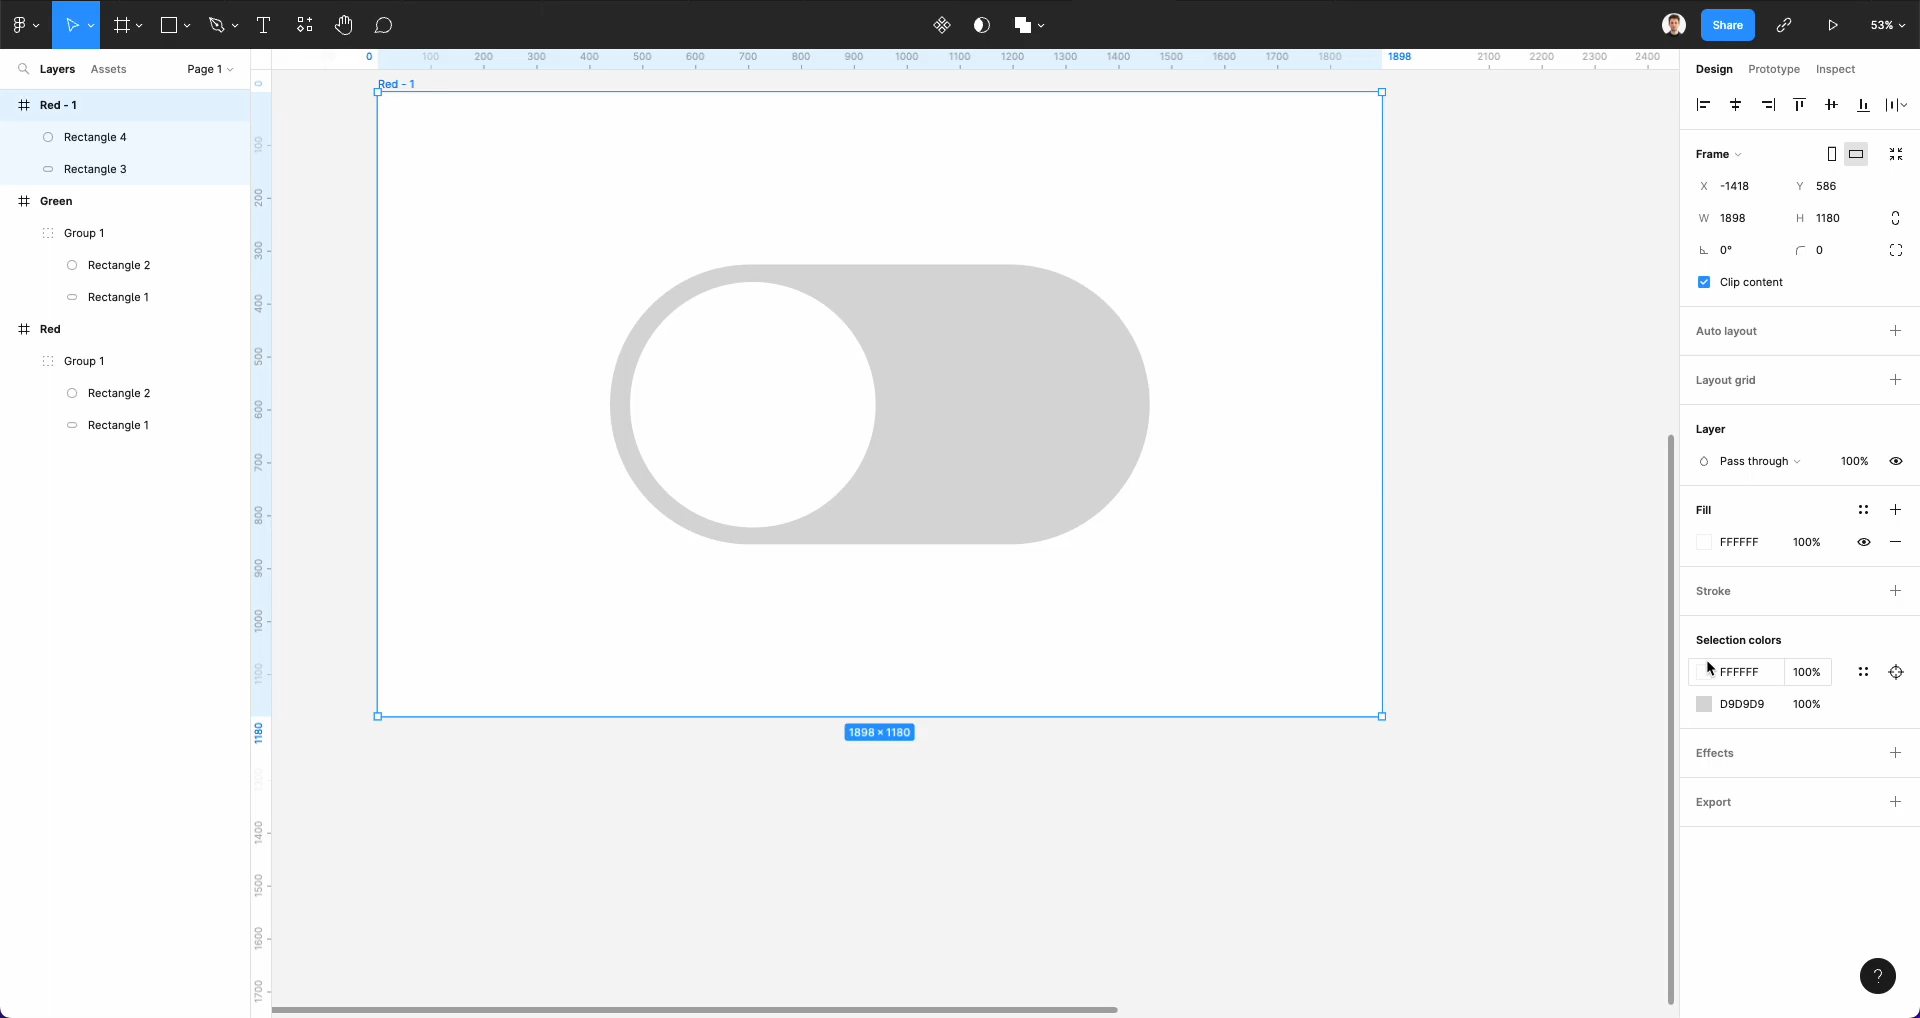 Share
53%
Layers Assets Page 1
Red - 1
Rectangle 4
Rectangle 3
Green
Group 1
Rectangle 2
Rectangle 1
Red
Group 1
Rectangle 2
Rectangle 1
0 100 200 300 400 500 600 700 800 900 1000 1100 1200 1300 1400 1500 1600 1700 1800 1898 2100 2200 2300 2400
0
100
200
300
400
500
600
700
800
900
1000
1100
1180
1300
1400
1500
1600
1700
Red - 1
1898 × 1180
Design Prototype Inspect
Frame
X -1418 Y 586
W 1898 H 1180
0° 0
Clip content
Auto layout
Layout grid
Layer
Pass through 100%
Fill
FFFFFF 100%
Stroke
Selection colors
FFFFFF 100%
D9D9D9 100%
Effects
Export
?